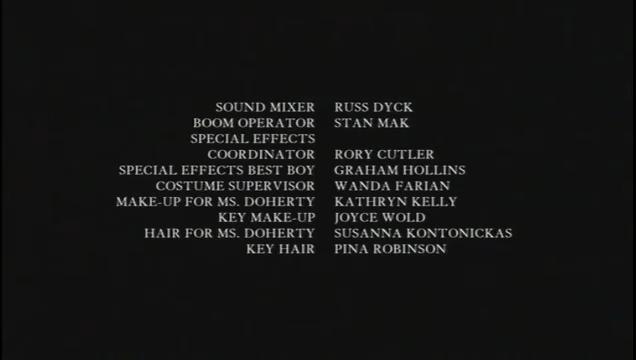 SOUND MIXER RUSS DYCK
BOOM OPERATOR STAN MAK
SPECIAL EFFECTS
COORDINATOR RORY CUTLER
SPECIAL EFFECTS BEST BOY GRAHAM HOLLINS
COSTUME SUPERVISOR WANDA FARIAN
MAKE-UP FOR MS. DOHERTY KATHRYN KELLY
KEY MAKE-UP JOYCE WOLD
HAIR FOR MS. DOHERTY SUSANNA KONTONICKAS
KEY HAIR PINA ROBINSON